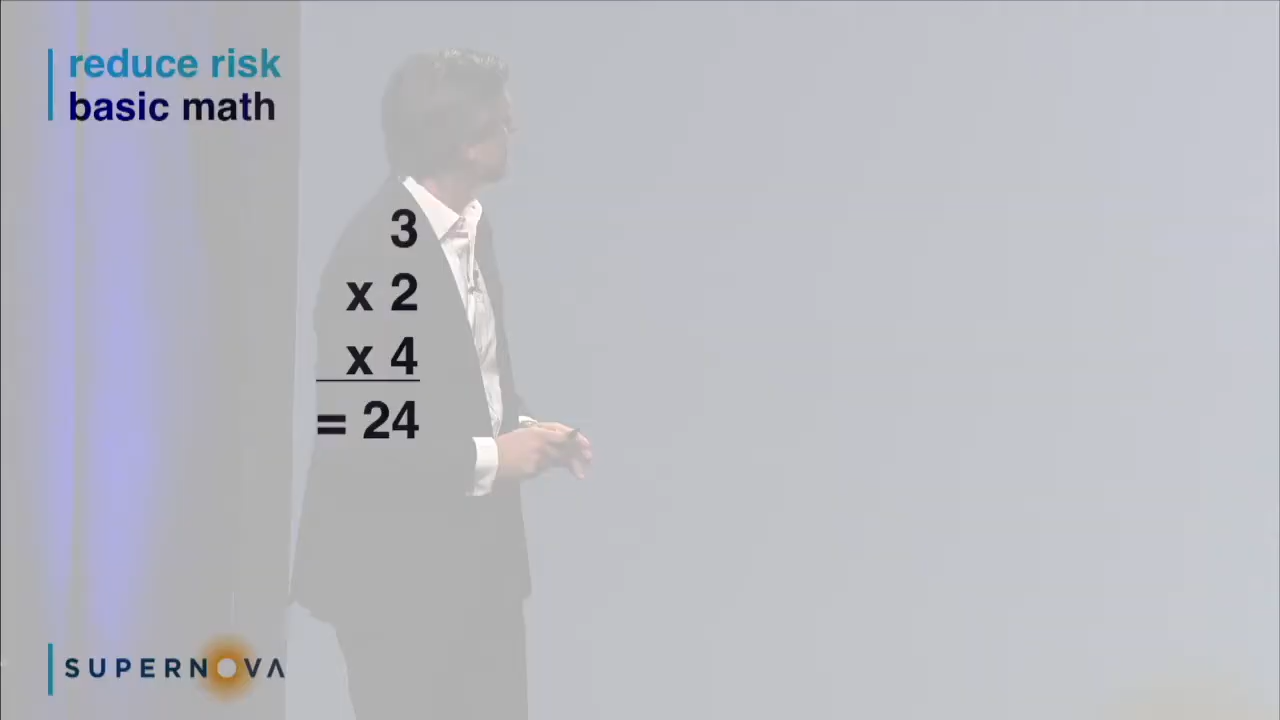 reduce risk
basic math
3
x 2
x 4
= 24
SUPERNOVA